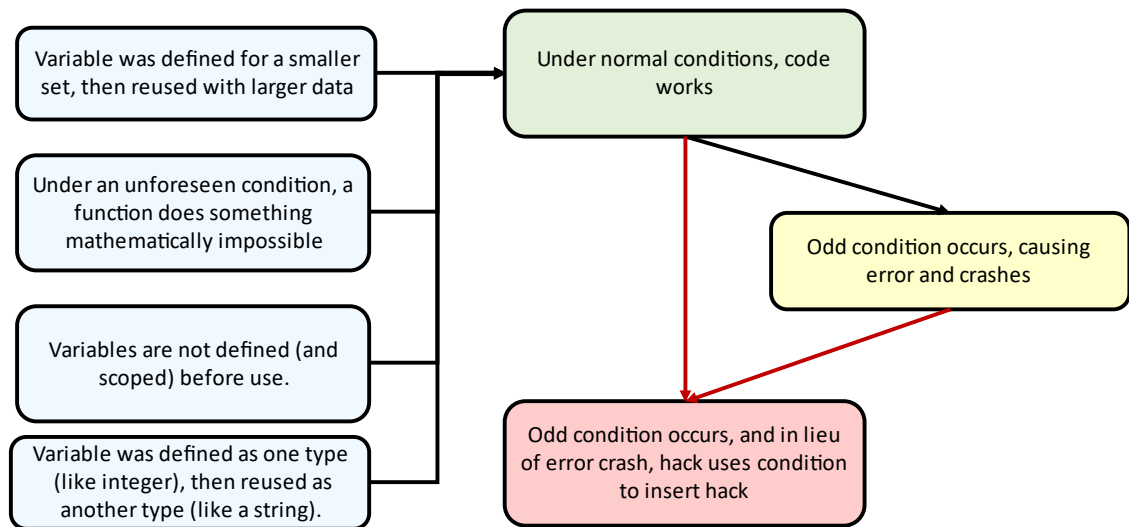 Variable was defined for a smaller
set, then reused with larger data
Under an unforeseen condition, a
function does something
mathematically impossible
Variables are not defined (and
scoped) before use.
Variable was defined as one type
(like integer), then reused as
another type (like a string).
Under normal conditions, code
works
Odd condition occurs, causing
error and crashes
Odd condition occurs, and in lieu
of error crash, hack uses condition
to insert hack